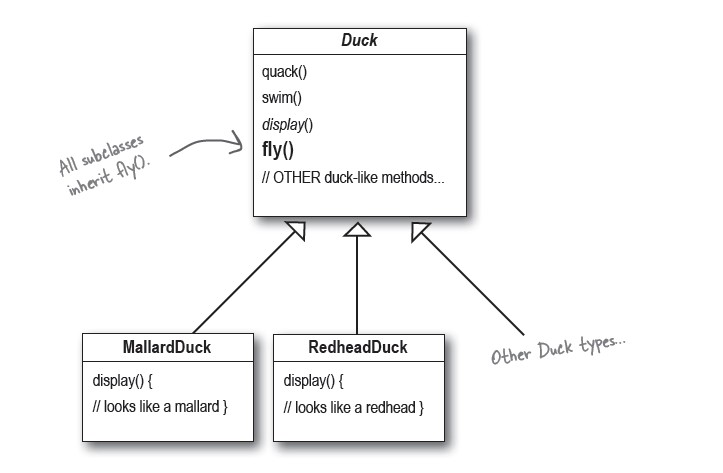 Duck
quack()
swim()
display()
fly()
// OTHER duck-like methods...
All subclasses
inherit fly().
MallardDuck
display() {
// looks like a mallard }
RedheadDuck
display() {
// looks like a redhead }
Other Duck types...